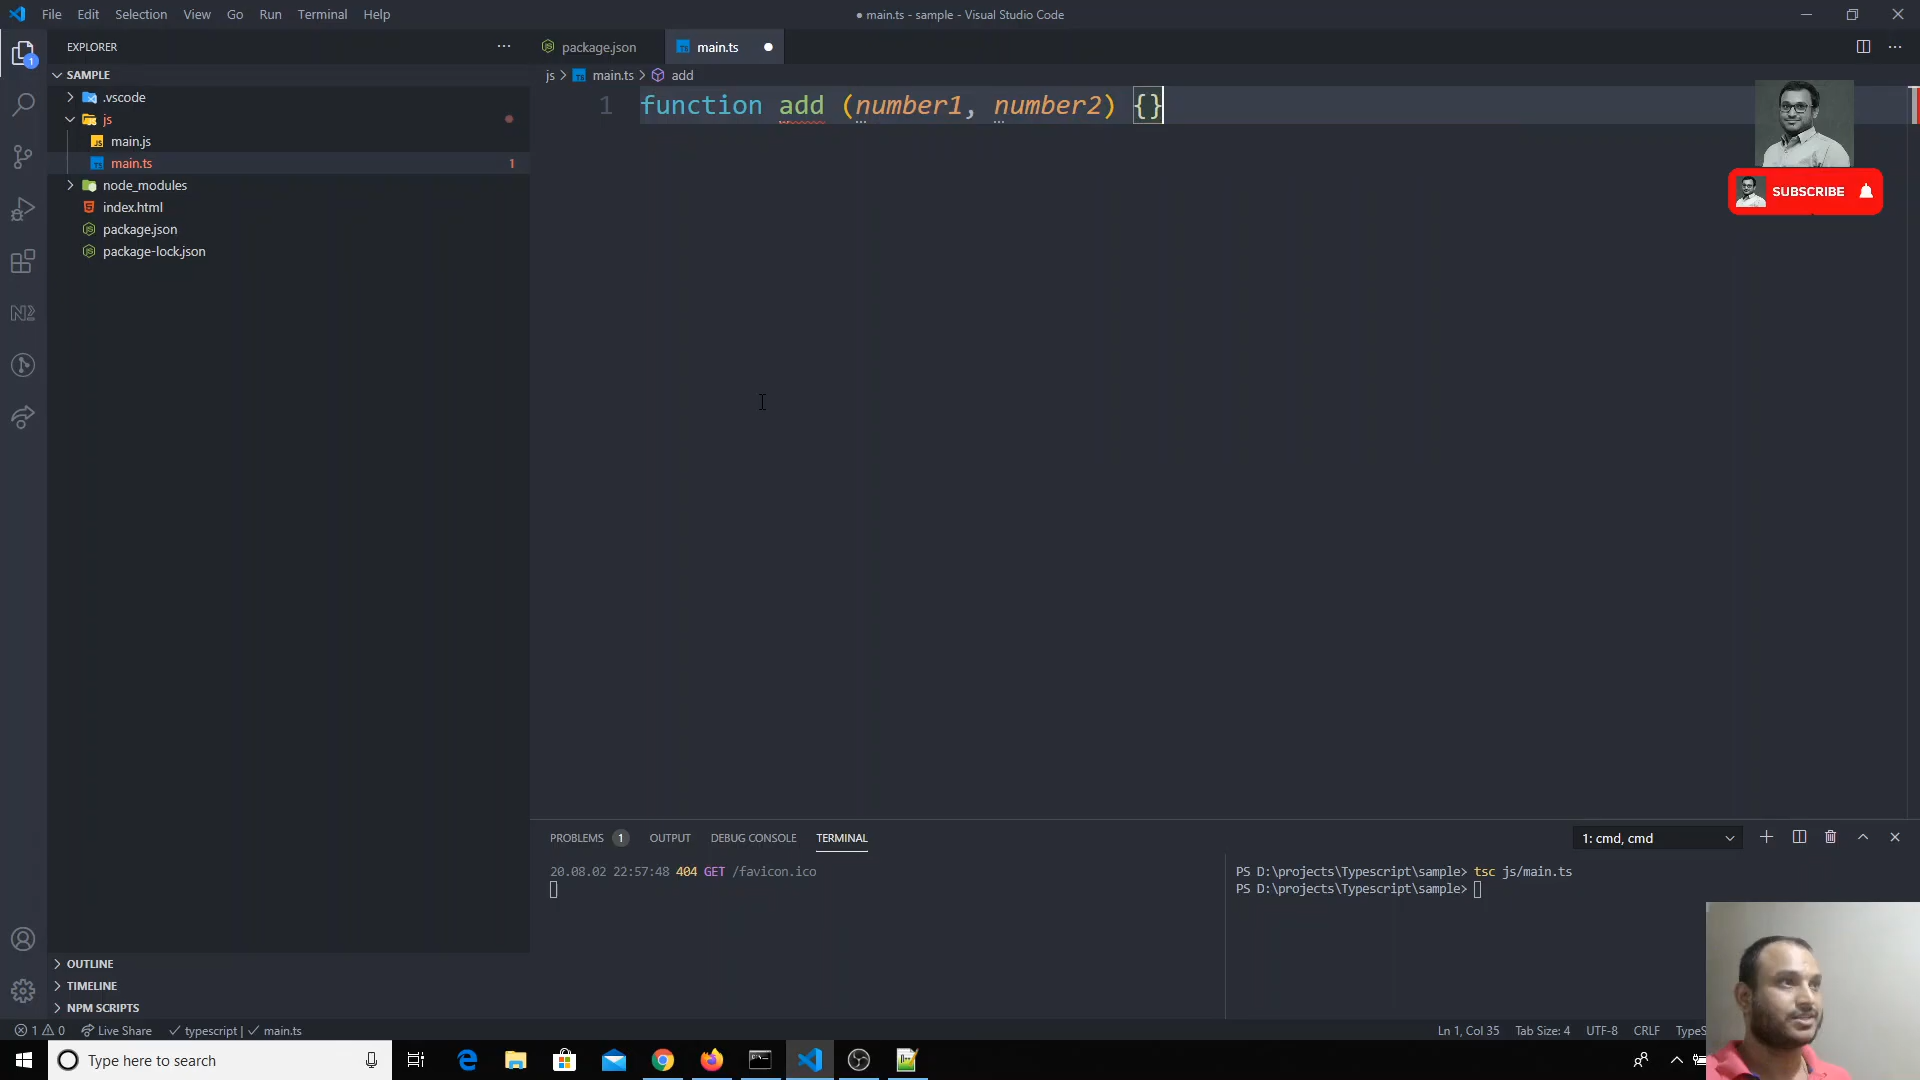 File Edit Selection View Go Run Terminal Help
● main.ts - sample - Visual Studio Code
EXPLORER
SAMPLE
.vscode
js
main.js
main.ts 1
node_modules
index.html
package.json
package-lock.json
OUTLINE
TIMELINE
NPM SCRIPTS
package.json
main.ts
js > main.ts > add
1 function add (number1, number2) {}
SUBSCRIBE
PROBLEMS 1 OUTPUT DEBUG CONSOLE TERMINAL
1: cmd, cmd
20.08.02 22:57:48 404 GET /favicon.ico
PS D:\projects\Typescript\sample> tsc js/main.ts
PS D:\projects\Typescript\sample>
1 0 Live Share typescript | main.ts
Ln 1, Col 35 Tab Size: 4 UTF-8 CRLF TypeS
Type here to search